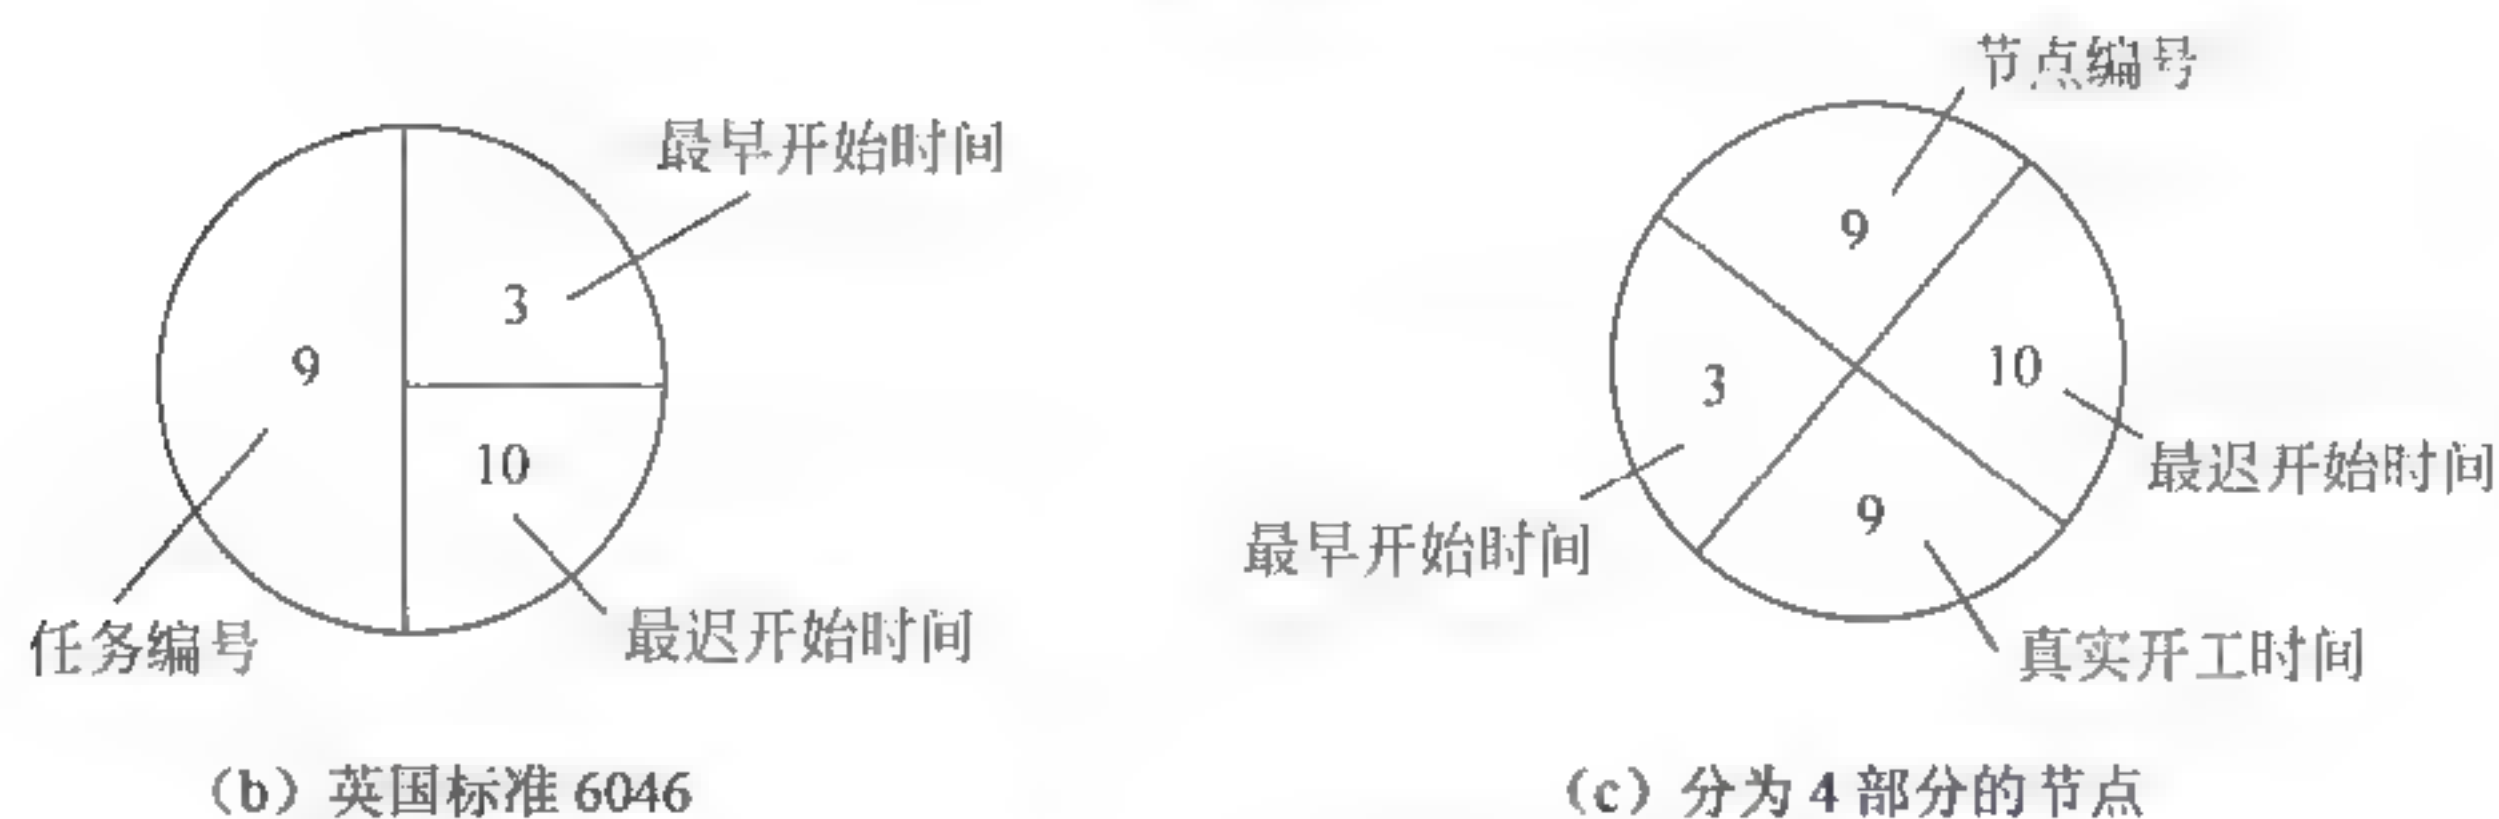 节点编号
最早开始时间
9
3
9
3
10
10
最迟开始时间
9
最早开始时间
任务编号
最迟开始时间
真实开工时间
(b) 英国标准 6046
(c) 分为 4 部分的节点